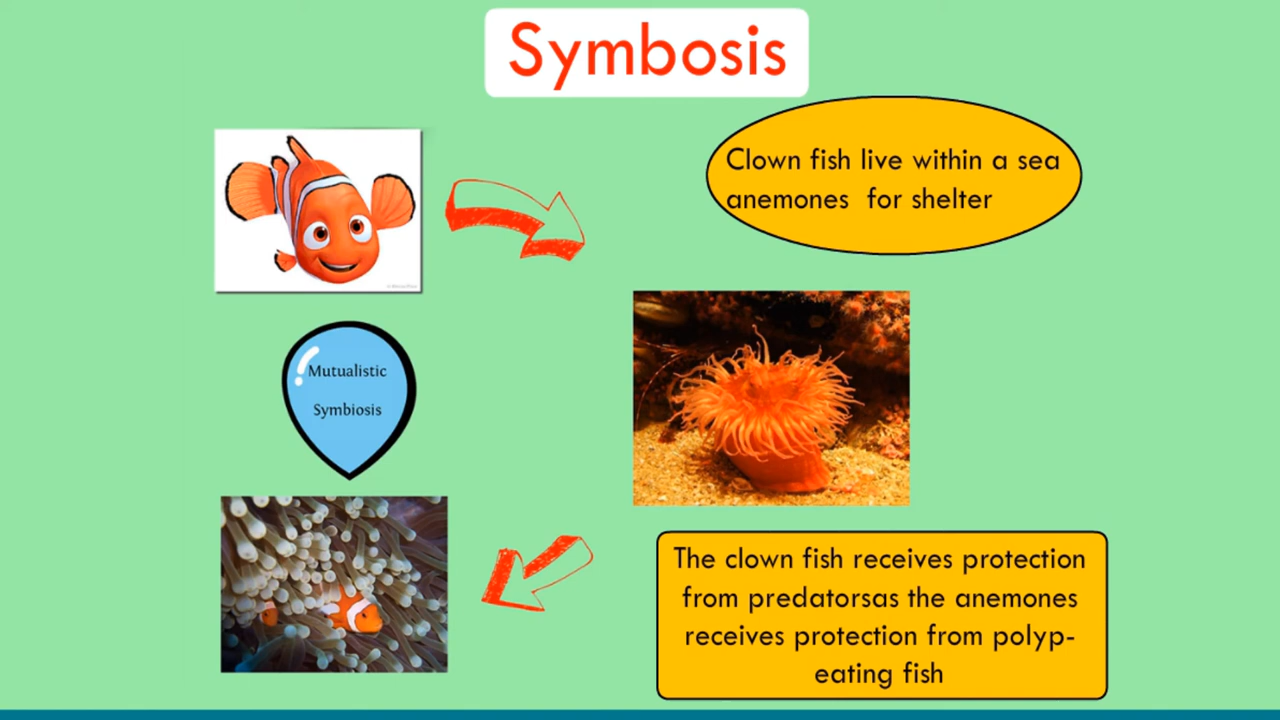 Symbosis
Clown fish live within a sea
anemones for shelter
Mutualistic
Symbiosis
The clown fish receives protection
from predatorsas the anemones
receives protection from polyp-
eating fish